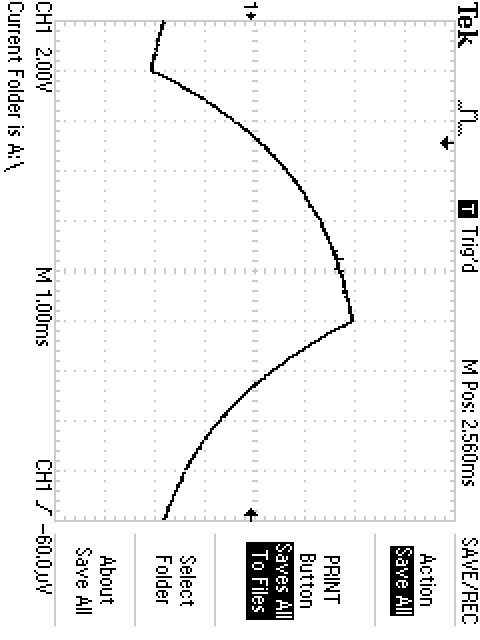 Tek T Trig'd M Pos: 2.560ms SAVE/REC
Action
Save All
PRINT
Button
Saves All
To Files
1
Select
Folder
About
Save All
CH1 2.00V M 1.00ms CH1 -60.0µV
Current Folder is A:\